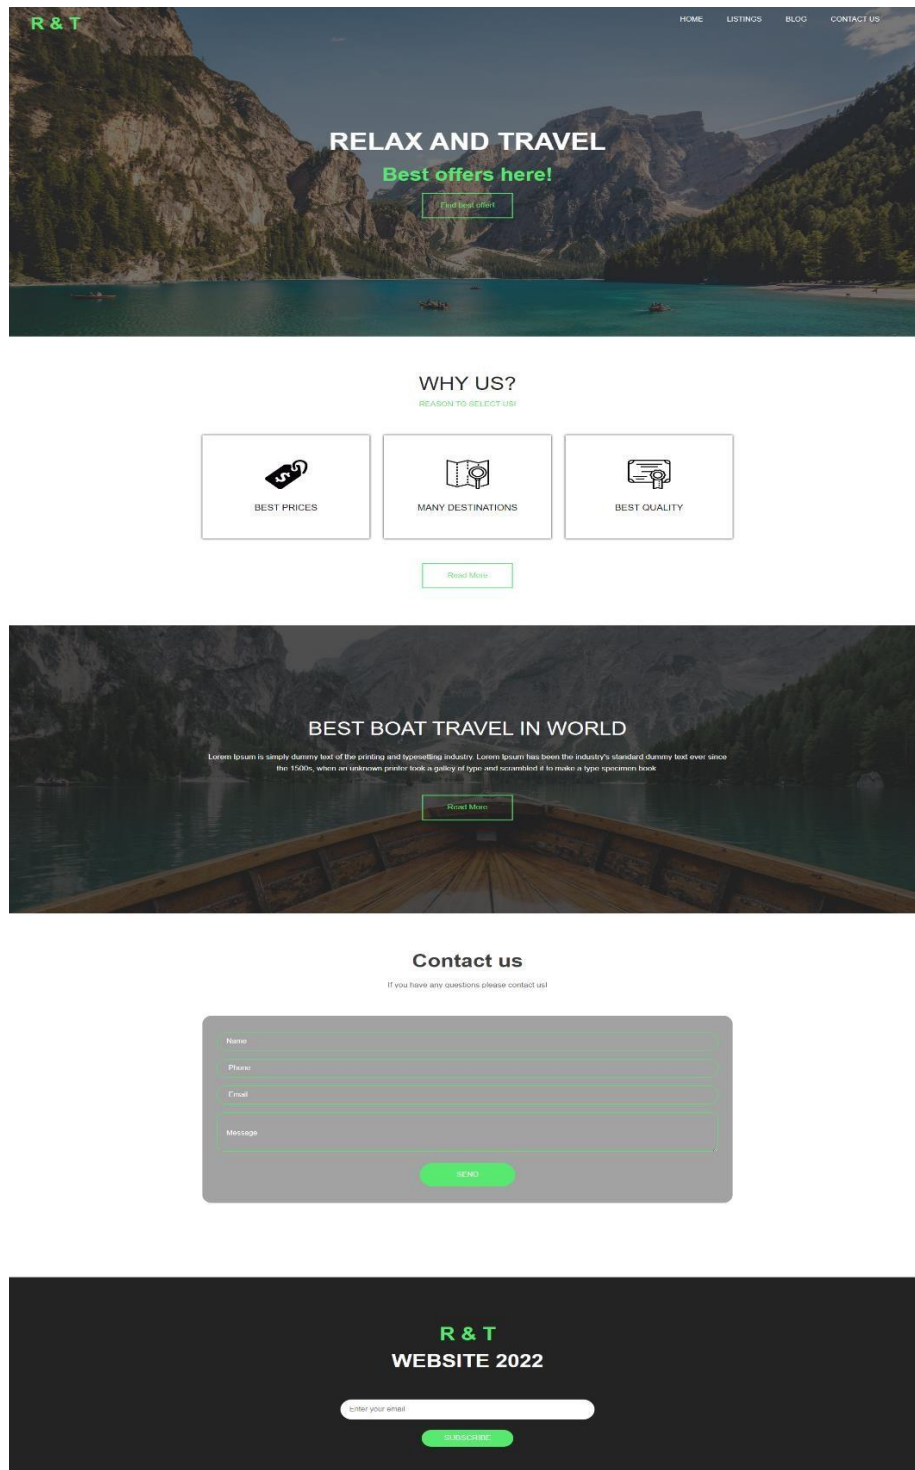 R & T
HOME LISTINGS BLOG CONTACT US
RELAX AND TRAVEL
Best offers here!
Find best offert
WHY US?
REASON TO SELECT US!
BEST PRICES
MANY DESTINATIONS
BEST QUALITY
Read More
BEST BOAT TRAVEL IN WORLD
Lorem Ipsum is simply dummy text of the printing and typesetting industry. Lorem Ipsum has been the industry's standard dummy text ever since
the 1500s, when an unknown printer took a galley of type and scrambled it to make a type specimen book
Read More
Contact us
If you have any questions please contact us!
Name
Phone
Email
Message
SEND
R & T
WEBSITE 2022
Enter your email
SUBSCRIBE